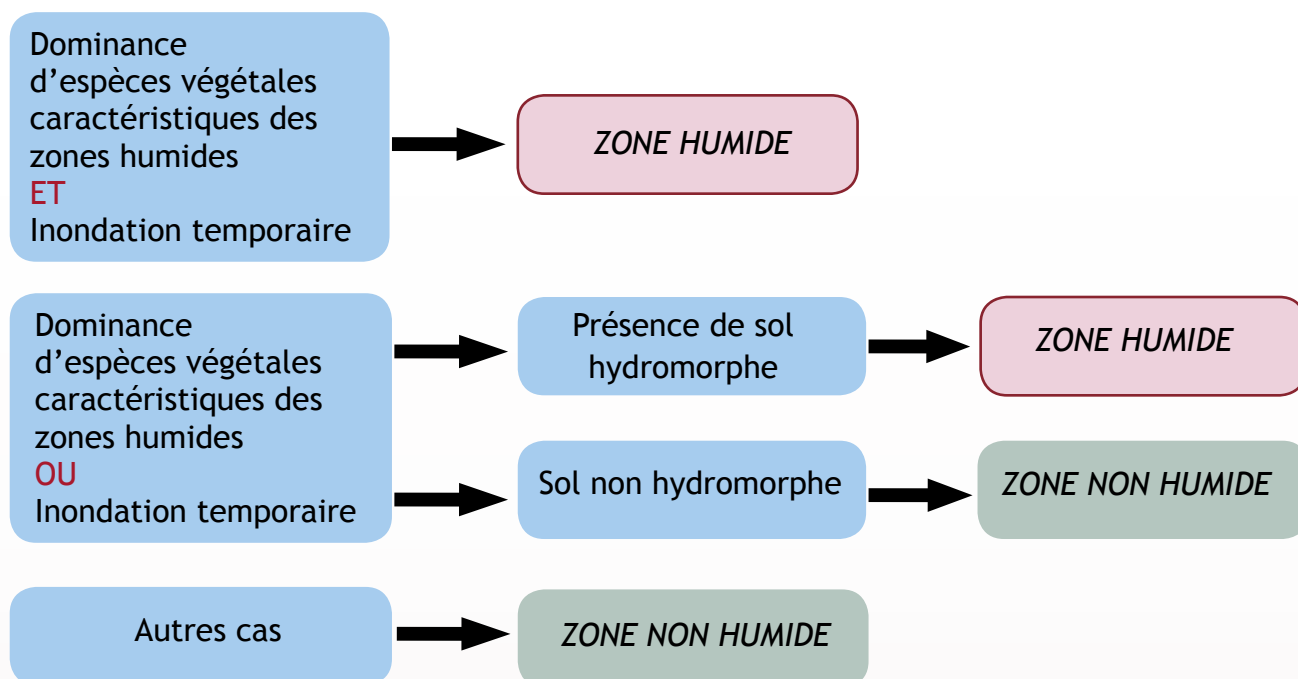 Dominance
d’espèces végétales
caractéristiques des
zones humides
ET
Inondation temporaire
ZONE HUMIDE
Dominance
d’espèces végétales
caractéristiques des
zones humides
OU
Inondation temporaire
Présence de sol
hydromorphe
ZONE HUMIDE
Sol non hydromorphe
ZONE NON HUMIDE
Autres cas
ZONE NON HUMIDE